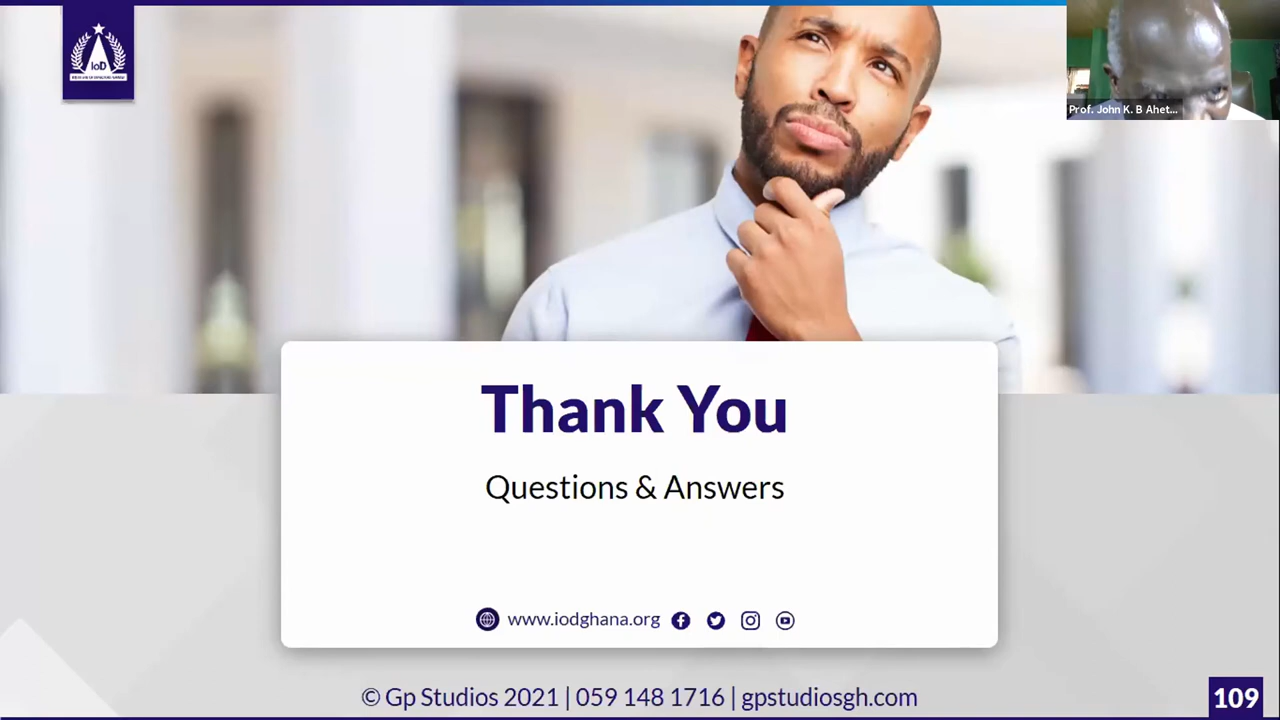 IoD
Prof. John K. B Ahet...
Thank You
Questions & Answers
www.iodghana.org
© Gp Studios 2021 | 059 148 1716 | gpstudiosgh.com
109